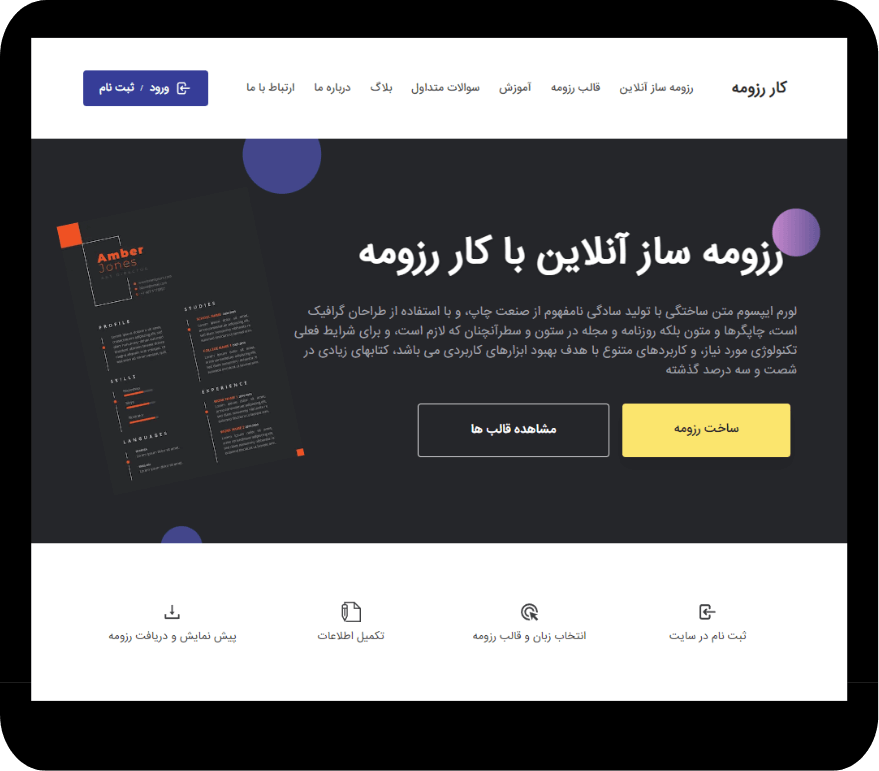 کار رزومه
رزومه ساز آنلاین
قالب رزومه
آموزش
سوالات متداول
بلاگ
درباره ما
ارتباط با ما
ورود / ثبت نام
رزومه ساز آنلاین با کار رزومه
لورم ایپسوم متن ساختگی با تولید سادگی نامفهوم از صنعت چاپ، و با استفاده از طراحان گرافیک
است، چاپگرها و متون بلکه روزنامه و مجله در ستون و سطرآنچنان که لازم است، و برای شرایط فعلی
تکنولوژی مورد نیاز، و کاربردهای متنوع با هدف بهبود ابزارهای کاربردی می باشد، کتابهای زیادی در
شصت و سه درصد گذشته
ساخت رزومه
مشاهده قالب ها
Amber
Jones
PROFILE
SKILLS
LANGUAGES
STUDIES
EXPERIENCE
ثبت نام در سایت
انتخاب زبان و قالب رزومه
تکمیل اطلاعات
پیش نمایش و دریافت رزومه